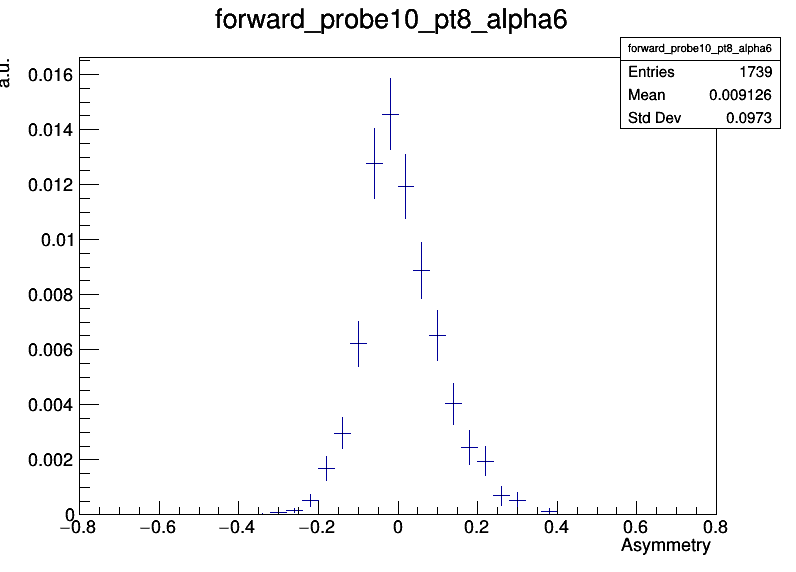 forward_probe10_pt8_alpha6
a.u.
forward_probe10_pt8_alpha6
Entries 1739
Mean 0.009126
Std Dev 0.0973
0.016
0.014
0.012
0.01
0.008
0.006
0.004
0.002
0
−0.8 −0.6 −0.4 −0.2 0 0.2 0.4 0.6 0.8
Asymmetry